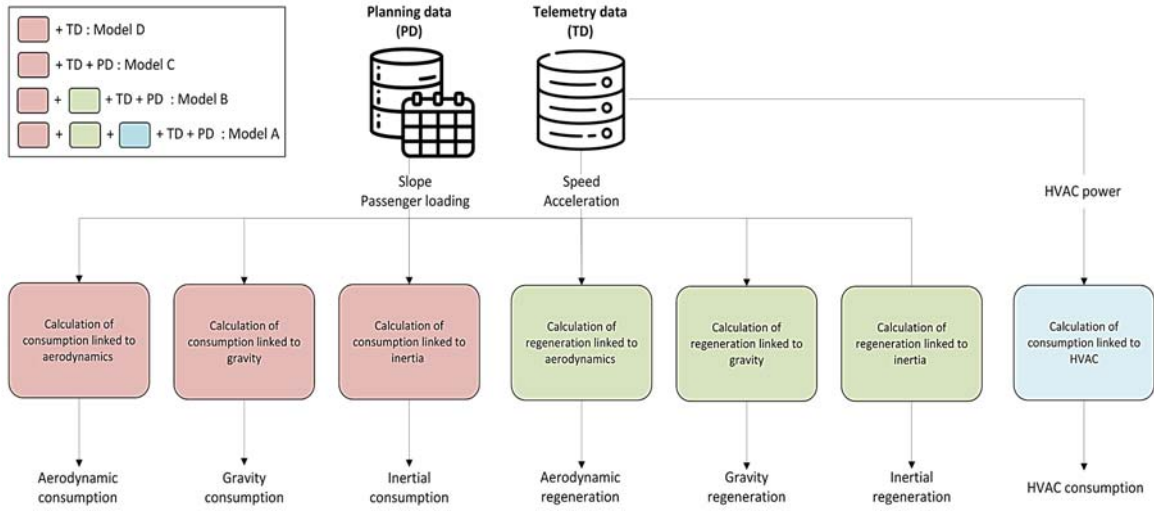 + TD : Model D
+ TD + PD : Model C
+ + TD + PD : Model B
+ + + TD + PD : Model A
Planning data
(PD)
Telemetry data
(TD)
Slope
Passenger loading
Speed
Acceleration
HVAC power
Calculation of
consumption linked to
aerodynamics
Calculation of
consumption linked to
gravity
Calculation of
consumption linked to
inertia
Calculation of
regeneration linked to
aerodynamics
Calculation of
regeneration linked to
gravity
Calculation of
regeneration linked to
inertia
Calculation of
consumption linked to
HVAC
Aerodynamic
consumption
Gravity
consumption
Inertial
consumption
Aerodynamic
regeneration
Gravity
regeneration
Inertial
regeneration
HVAC consumption